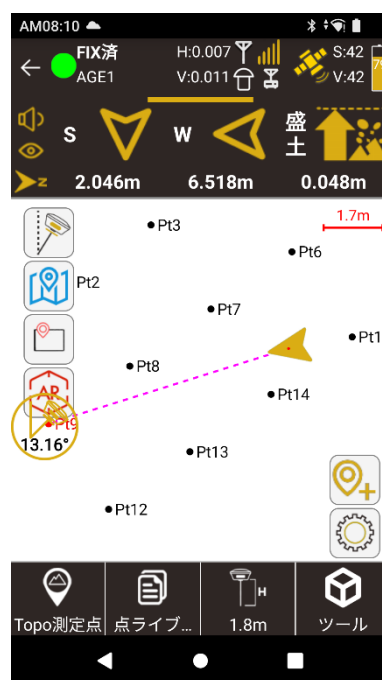 AM08:10
FIX済 H:0.007 S:42
AGE1 V:0.011 V:42
S W 盛土
z 2.046m 6.518m 0.048m
1.7m
Pt3
Pt6
Pt2
Pt7
Pt1
Pt8
AR
Pt14
Pt9
13.16°
Pt13
Pt12
H
Topo測定点 点ライブ... 1.8m ツール